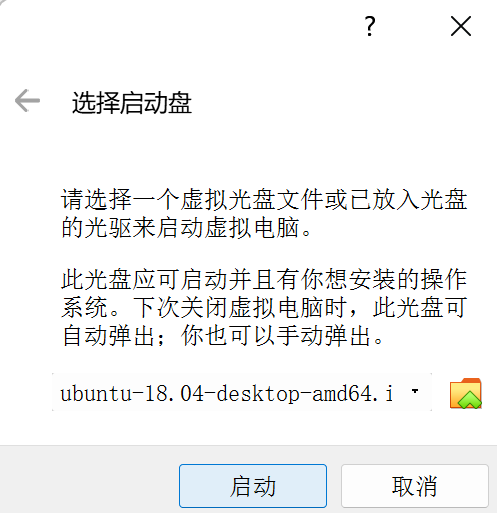 ?
选择启动盘
请选择一个虚拟光盘文件或已放入光盘
的光驱来启动虚拟电脑。
此光盘应可启动并且有你想安装的操作
系统。下次关闭虚拟电脑时，此光盘可
自动弹出；你也可以手动弹出。
ubuntu-18.04-desktop-amd64.i
启动 取消